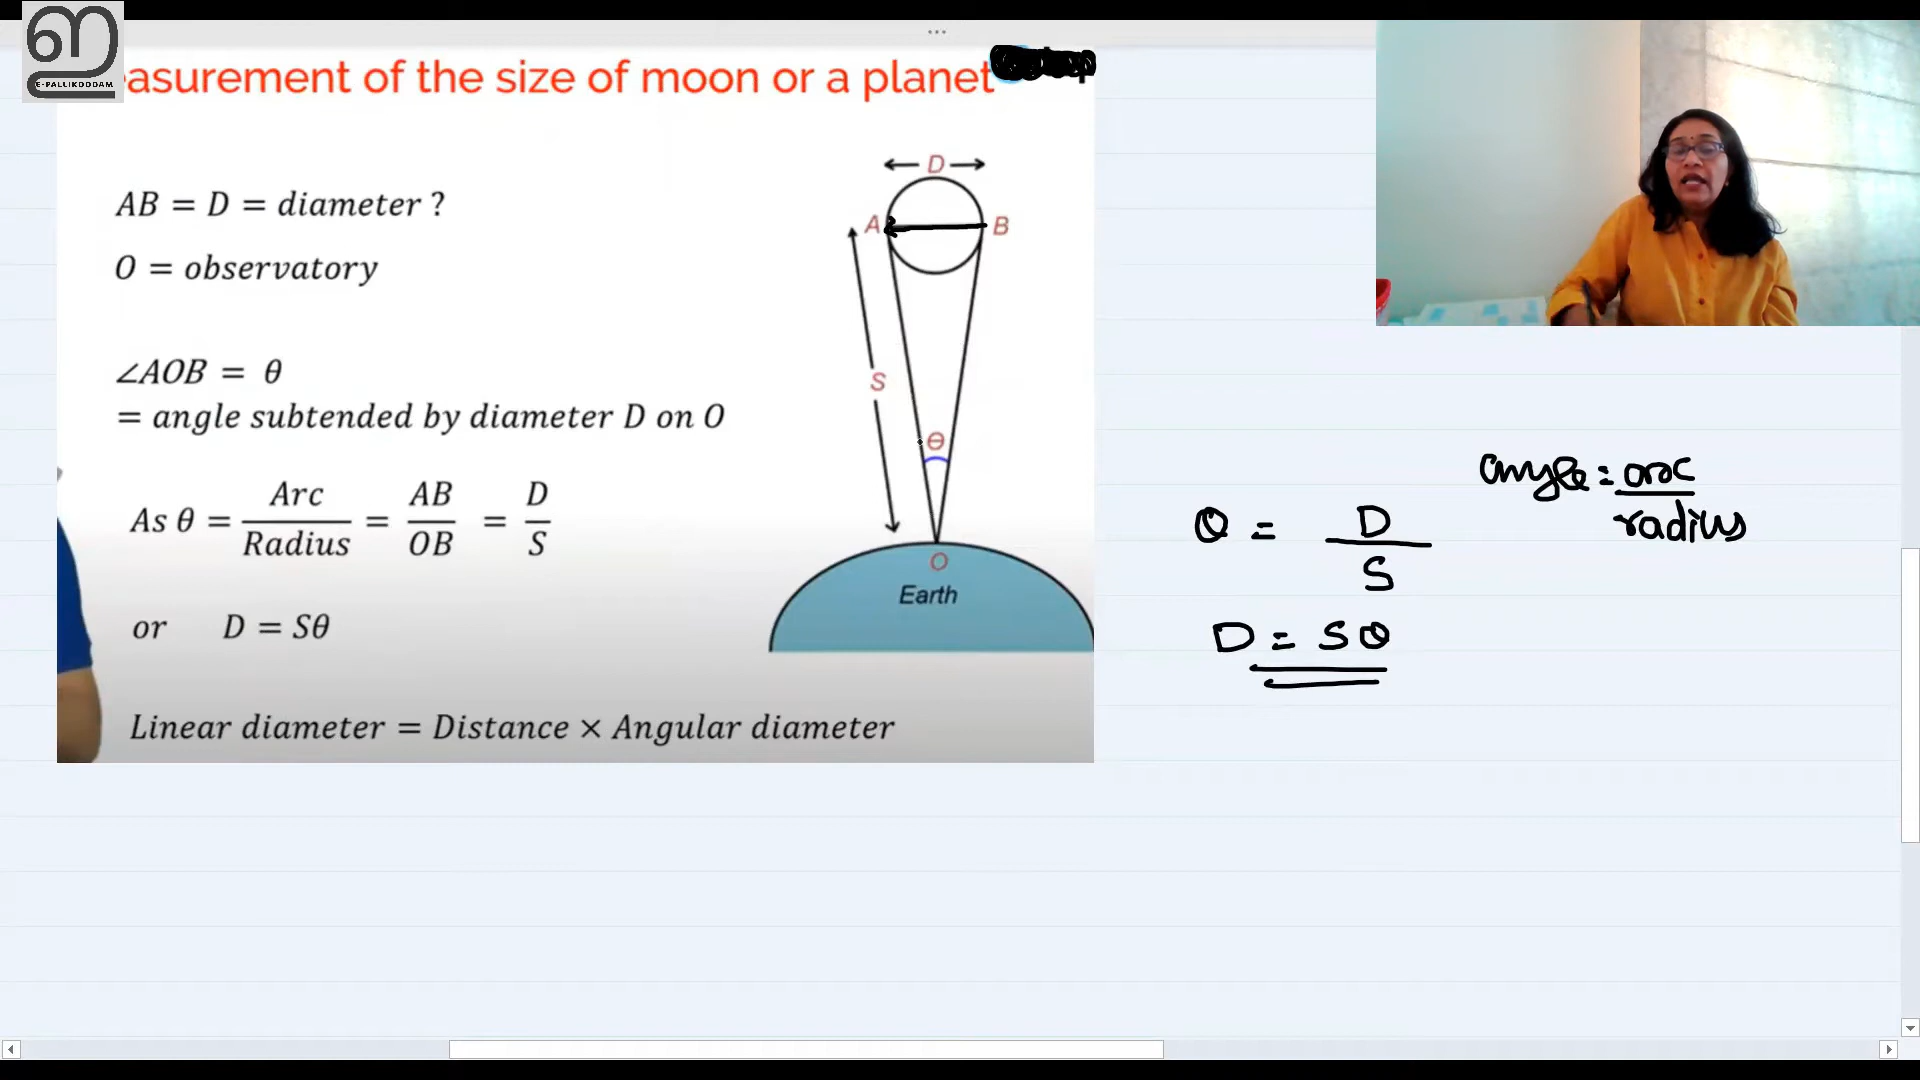 ഈ
E-PALLIKOODAM
...
easurement of the size of moon or a planet
AB = D = diameter ?
O = observatory
∠AOB = θ
= angle subtended by diameter D on O
As θ = Arc/Radius = AB/OB = D/S
or D = Sθ
Linear diameter = Distance × Angular diameter
D
A B
S
θ
O
Earth
angle = arc/radius
θ = D/S
D = Sθ